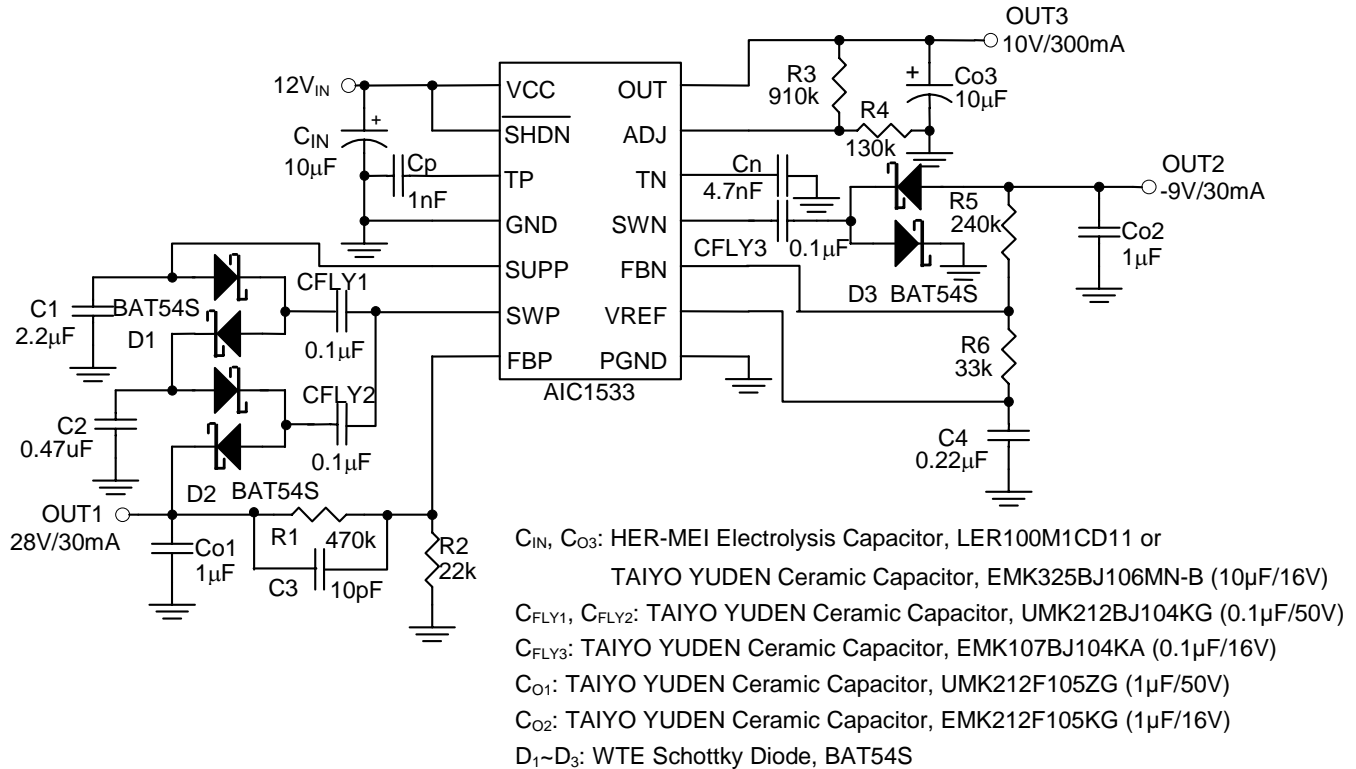 OUT3
10V/300mA
12VIN
CIN
10μF
+
Cp
1nF
VCC
SHDN
TP
GND
SUPP
SWP
FBP
OUT
ADJ
TN
SWN
FBN
VREF
PGND
AIC1533
R3
910k
R4
130k
+
Co3
10μF
Cn
4.7nF
CFLY3
0.1μF
D3 BAT54S
R5
240k
OUT2
-9V/30mA
Co2
1μF
R6
33k
C4
0.22μF
C1
2.2μF
BAT54S
D1
CFLY1
0.1μF
CFLY2
0.1μF
C2
0.47uF
D2 BAT54S
OUT1
28V/30mA
Co1
1μF
R1 470k
C3 10pF
R2
22k
CIN, CO3: HER-MEI Electrolysis Capacitor, LER100M1CD11 or
TAIYO YUDEN Ceramic Capacitor, EMK325BJ106MN-B (10μF/16V)
CFLY1, CFLY2: TAIYO YUDEN Ceramic Capacitor, UMK212BJ104KG (0.1μF/50V)
CFLY3: TAIYO YUDEN Ceramic Capacitor, EMK107BJ104KA (0.1μF/16V)
CO1: TAIYO YUDEN Ceramic Capacitor, UMK212F105ZG (1μF/50V)
CO2: TAIYO YUDEN Ceramic Capacitor, EMK212F105KG (1μF/16V)
D1~D3: WTE Schottky Diode, BAT54S